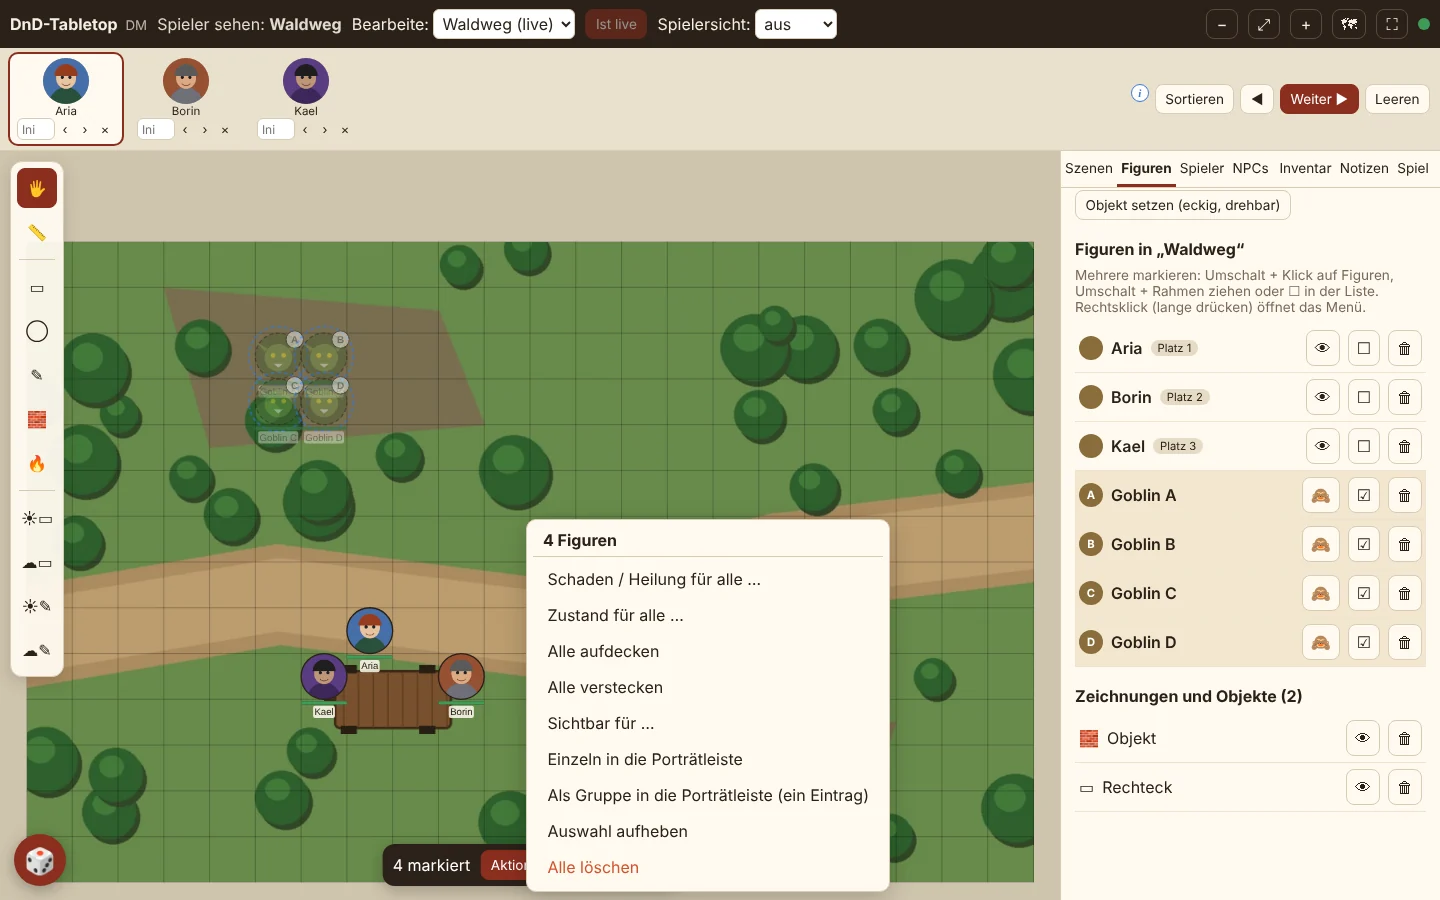 DnD-Tabletop DM Spieler sehen: Waldweg Bearbeite: Waldweg (live) Ist live Spielersicht: aus
Aria
Borin
Kael
Ini ‹ › ×
Ini ‹ › ×
Ini ‹ › ×
i Sortieren ◀ Weiter ▶ Leeren
Szenen Figuren Spieler NPCs Inventar Notizen Spiel
Objekt setzen (eckig, drehbar)
Figuren in „Waldweg“
Mehrere markieren: Umschalt + Klick auf Figuren,
Umschalt + Rahmen ziehen oder ☐ in der Liste.
Rechtsklick (lange drücken) öffnet das Menü.
Aria Platz 1
Borin Platz 2
Kael Platz 3
A Goblin A
B Goblin B
C Goblin C
D Goblin D
Zeichnungen und Objekte (2)
Objekt
Rechteck
A
B
C
D
Goblin C
Goblin D
Aria
Kael
Borin
4 Figuren
Schaden / Heilung für alle ...
Zustand für alle ...
Alle aufdecken
Alle verstecken
Sichtbar für ...
Einzeln in die Porträtleiste
Als Gruppe in die Porträtleiste (ein Eintrag)
Auswahl aufheben
Alle löschen
4 markiert